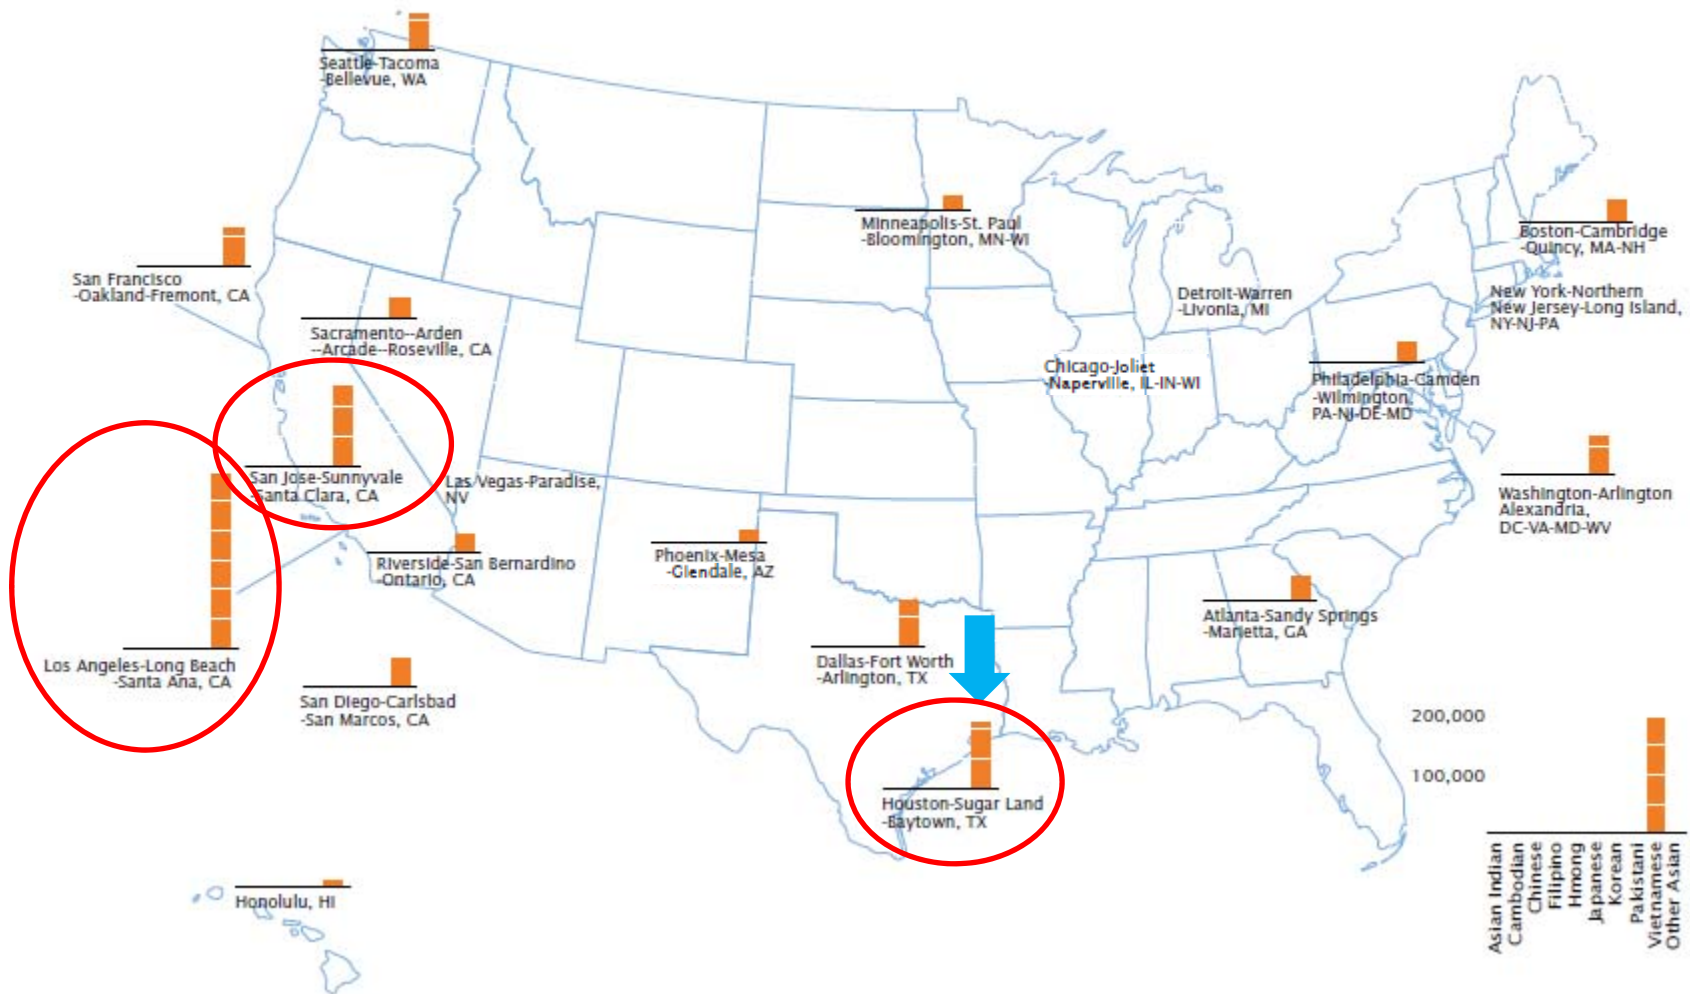 Seattle-Tacoma
-Bellevue, WA
Minneapolis-St. Paul
-Bloomington, MN-WI
Boston-Cambridge
-Quincy, MA-NH
San Francisco
-Oakland-Fremont, CA
Detroit-Warren
-Livonia, MI
New York-Northern
New Jersey-Long Island,
NY-NJ-PA
Sacramento--Arden
--Arcade--Roseville, CA
Chicago-Joliet
-Naperville, IL-IN-WI
Philadelphia-Camden
-Wilmington,
PA-NJ-DE-MD
San Jose-Sunnyvale
-Santa Clara, CA
Las Vegas-Paradise,
NV
Washington-Arlington
Alexandria,
DC-VA-MD-WV
Riverside-San Bernardino
-Ontario, CA
Phoenix-Mesa
-Glendale, AZ
Atlanta-Sandy Springs
-Marietta, GA
Los Angeles-Long Beach
-Santa Ana, CA
Dallas-Fort Worth
-Arlington, TX
San Diego-Carlsbad
-San Marcos, CA
200,000
100,000
Houston-Sugar Land
-Baytown, TX
Honolulu, HI
Asian Indian
Cambodian
Chinese
Filipino
Hmong
Japanese
Korean
Pakistani
Vietnamese
Other Asian